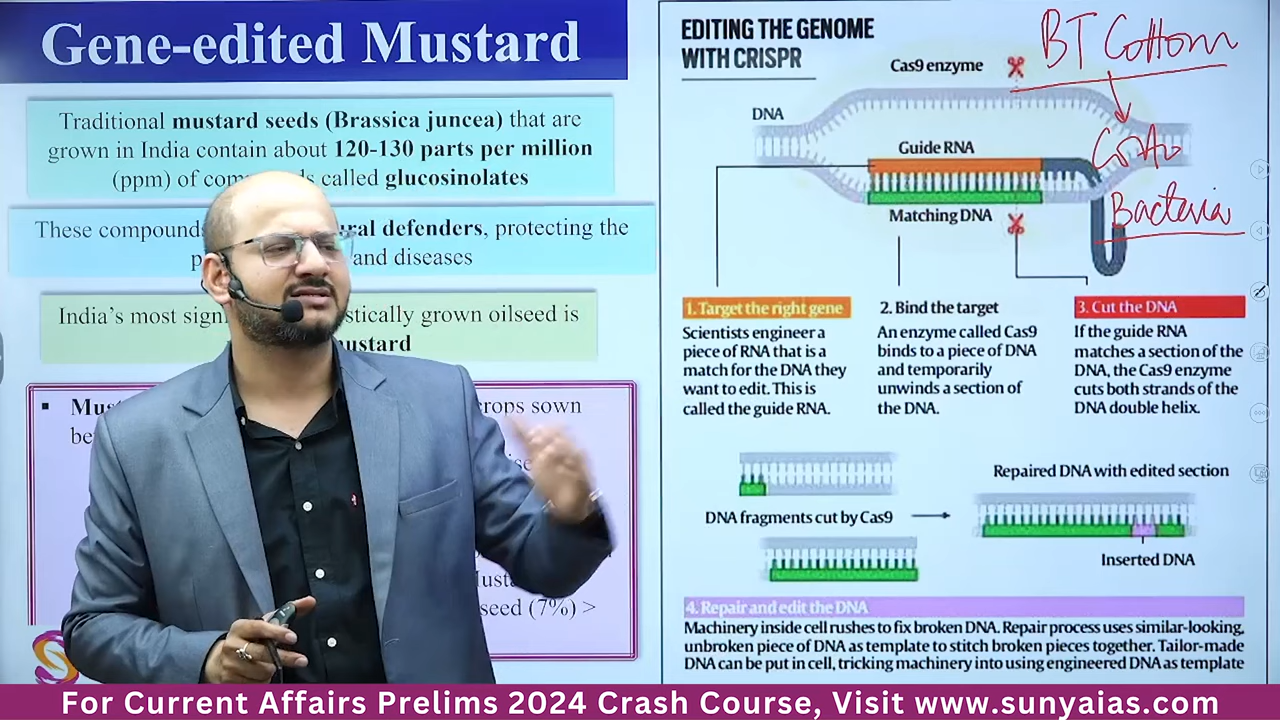 Gene-edited Mustard
Traditional mustard seeds (Brassica juncea) that are
grown in India contain about 120-130 parts per million
(ppm) of called glucosinolates
These defenders, protecting the
and diseases
India's most grown oilseed is
▪
sown
seed (7%) >
EDITING THE GENOME
WITH CRISPR
Cas9 enzyme
BT Cotton
DNA
Guide RNA
Matching DNA
Bacteria
1. Target the right gene
Scientists engineer a
piece of RNA that is a
match for the DNA they
want to edit. This is
called the guide RNA.
2. Bind the target
An enzyme called Cas9
binds to a piece of DNA
and temporarily
unwinds a section of
the DNA.
3. Cut the DNA
If the guide RNA
matches a section of the
DNA, the Cas9 enzyme
cuts both strands of the
DNA double helix.
DNA fragments cut by Cas9
Repaired DNA with edited section
Inserted DNA
4. Repair and edit the DNA
Machinery inside cell rushes to fix broken DNA. Repair process uses similar-looking,
unbroken piece of DNA as template to stitch broken pieces together. Tailor-made
DNA can be put in cell, tricking machinery into using engineered DNA as template
For Current Affairs Prelims 2024 Crash Course, Visit www.sunyaias.com